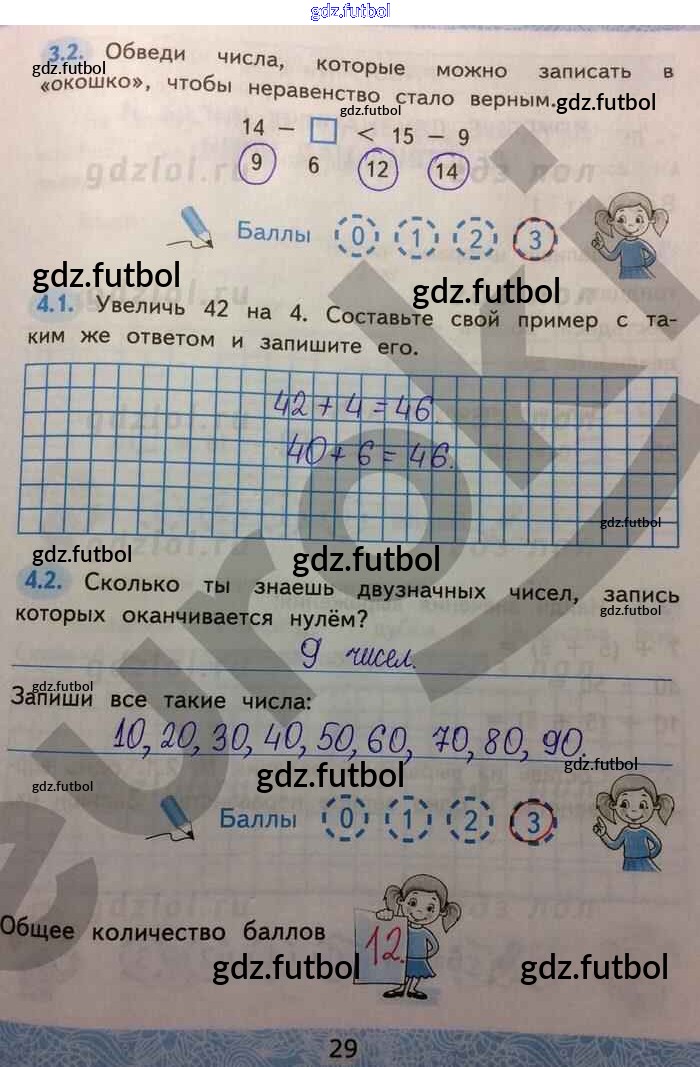 gdz.futbol
3.2. Обведи числа, которые можно записать в
gdz.futbol
«окошко», чтобы неравенство стало верным.
gdz.futbol
gdz.futbol
14 – □ < 15 – 9
9 6 12 14
gdzlol.ru
Баллы 0 1 2 3
gdz.futbol
gdz.futbol
4.1. Увеличь 42 на 4. Составьте свой пример с та-
ким же ответом и запишите его.
42 + 4 = 46.
40 + 6 = 46.
gdz.futbol
gdz.futbol
gdz.futbol
4.2. Сколько ты знаешь двузначных чисел, запись
gdz.futbol
которых оканчивается нулём?
9 чисел.
gdz.futbol
Запиши все такие числа:
10, 20, 30, 40, 50, 60, 70, 80, 90.
gdz.futbol
gdz.futbol
gdz.futbol
Баллы 0 1 2 3
Общее количество баллов 12.
gdz.futbol
gdz.futbol
29
euroki